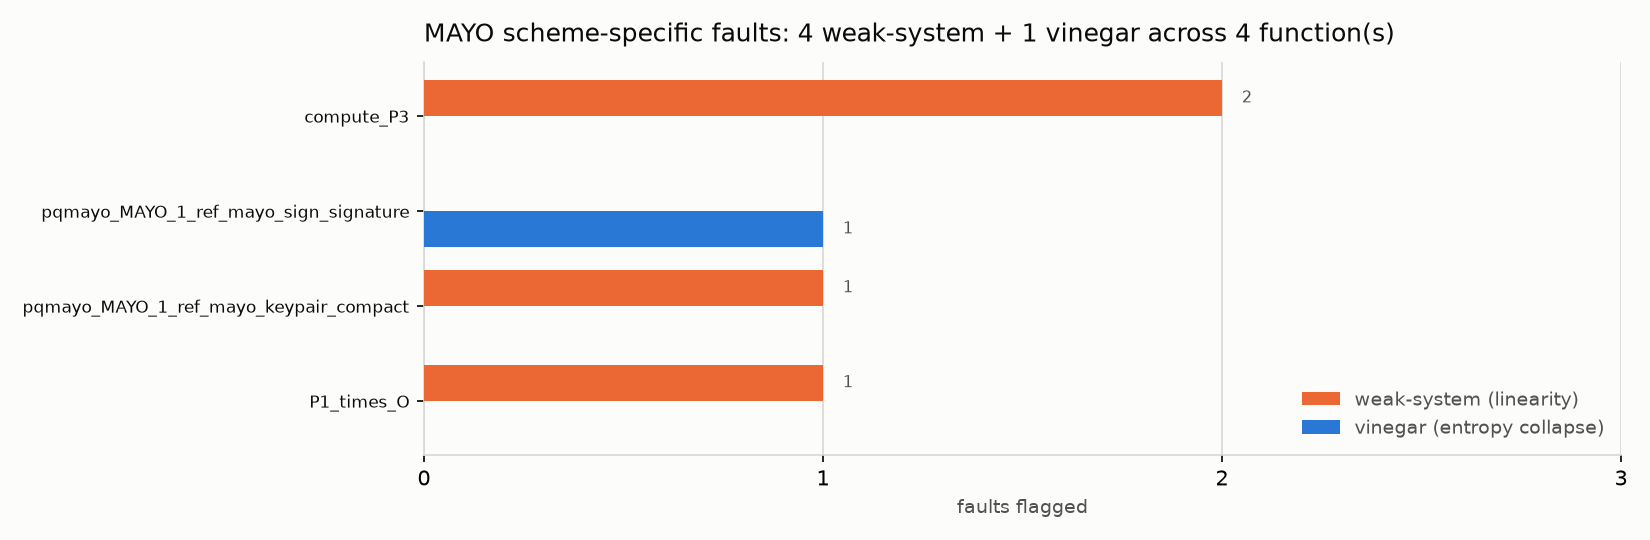 MAYO scheme-specific faults: 4 weak-system + 1 vinegar across 4 function(s)
compute_P3
2
pqmayo_MAYO_1_ref_mayo_sign_signature
1
pqmayo_MAYO_1_ref_mayo_keypair_compact
1
P1_times_O
1
weak-system (linearity)
vinegar (entropy collapse)
0 1 2 3
faults flagged